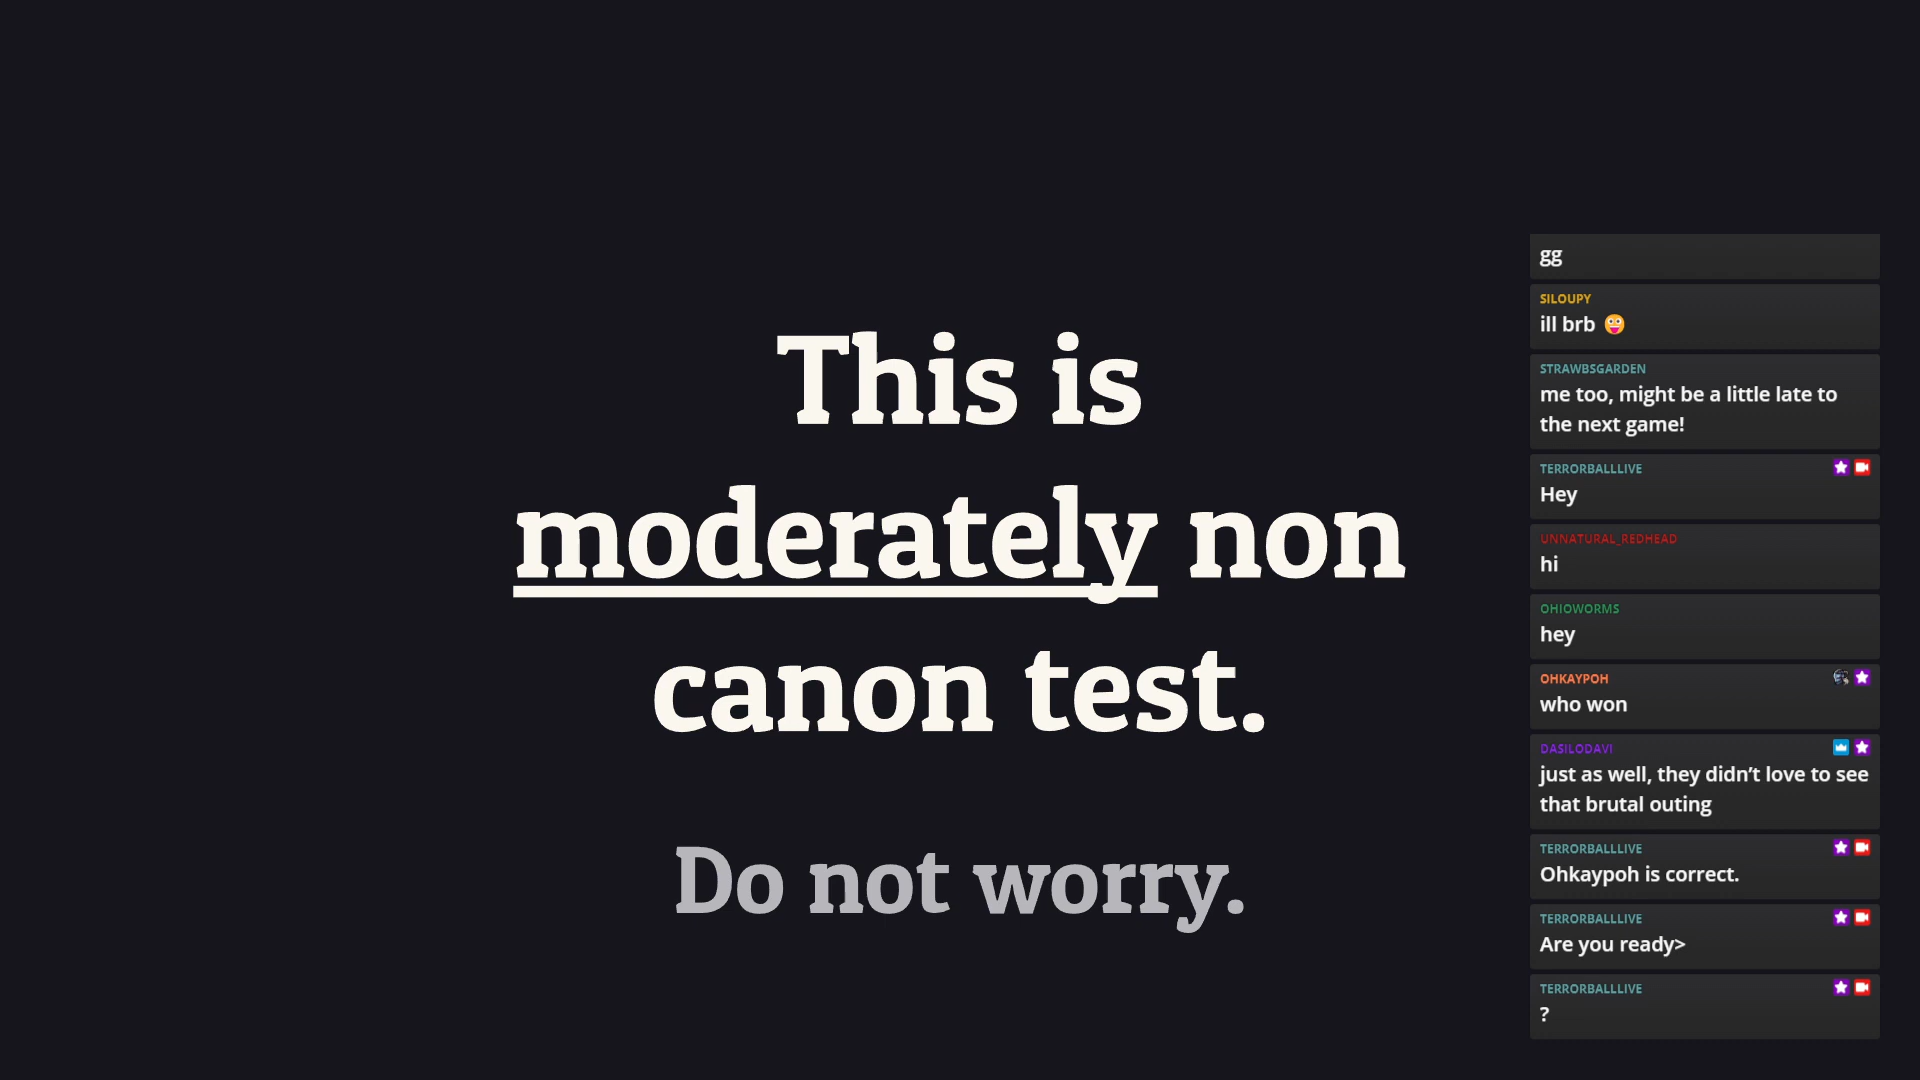 This is
moderately non
canon test.
Do not worry.
gg
SILOUPY
ill brb 🤪
STRAWBSGARDEN
me too, might be a little late to
the next game!
TERRORBALLLIVE
Hey
UNNATURAL_REDHEAD
hi
OHIOWORMS
hey
OHKAYPOH
who won
DASILODAVI
just as well, they didn’t love to see
that brutal outing
TERRORBALLLIVE
Ohkaypoh is correct.
TERRORBALLLIVE
Are you ready>
TERRORBALLLIVE
?